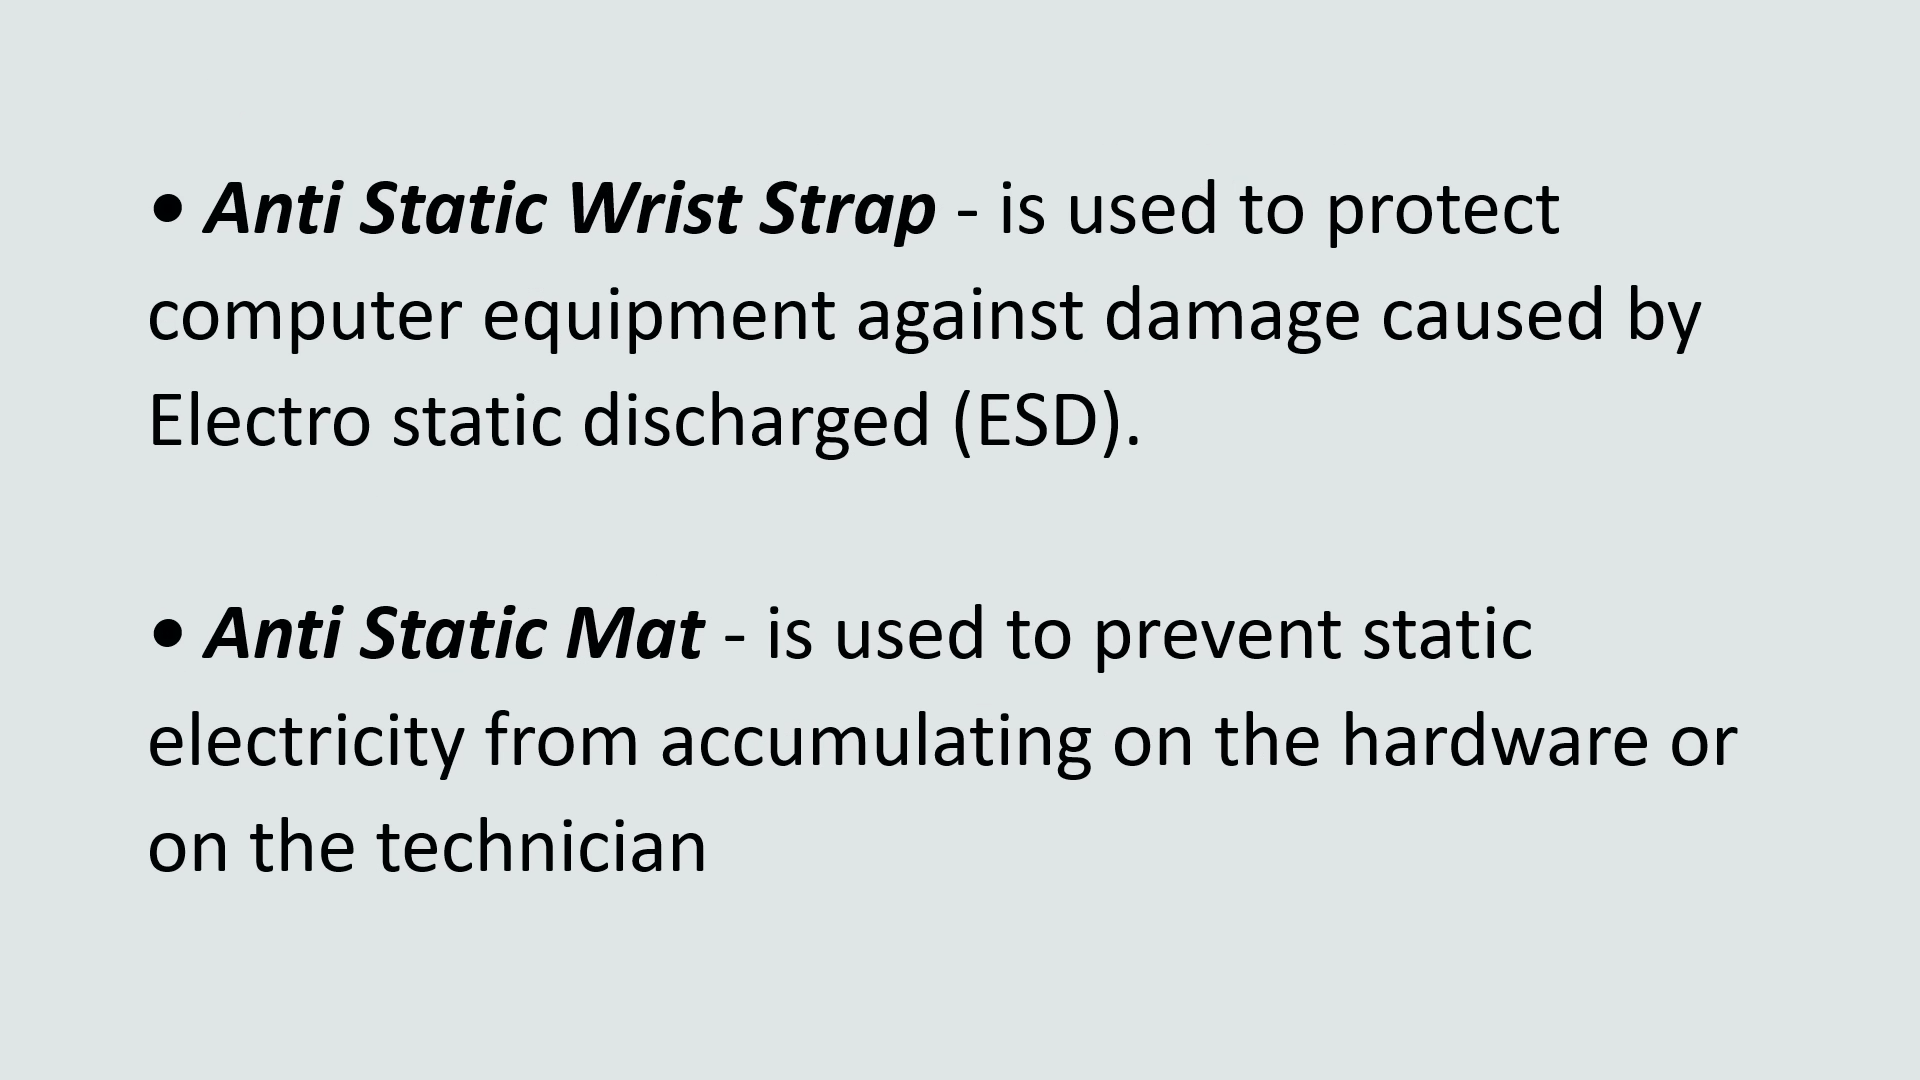 • Anti Static Wrist Strap - is used to protect
computer equipment against damage caused by
Electro static discharged (ESD).
• Anti Static Mat - is used to prevent static
electricity from accumulating on the hardware or
on the technician